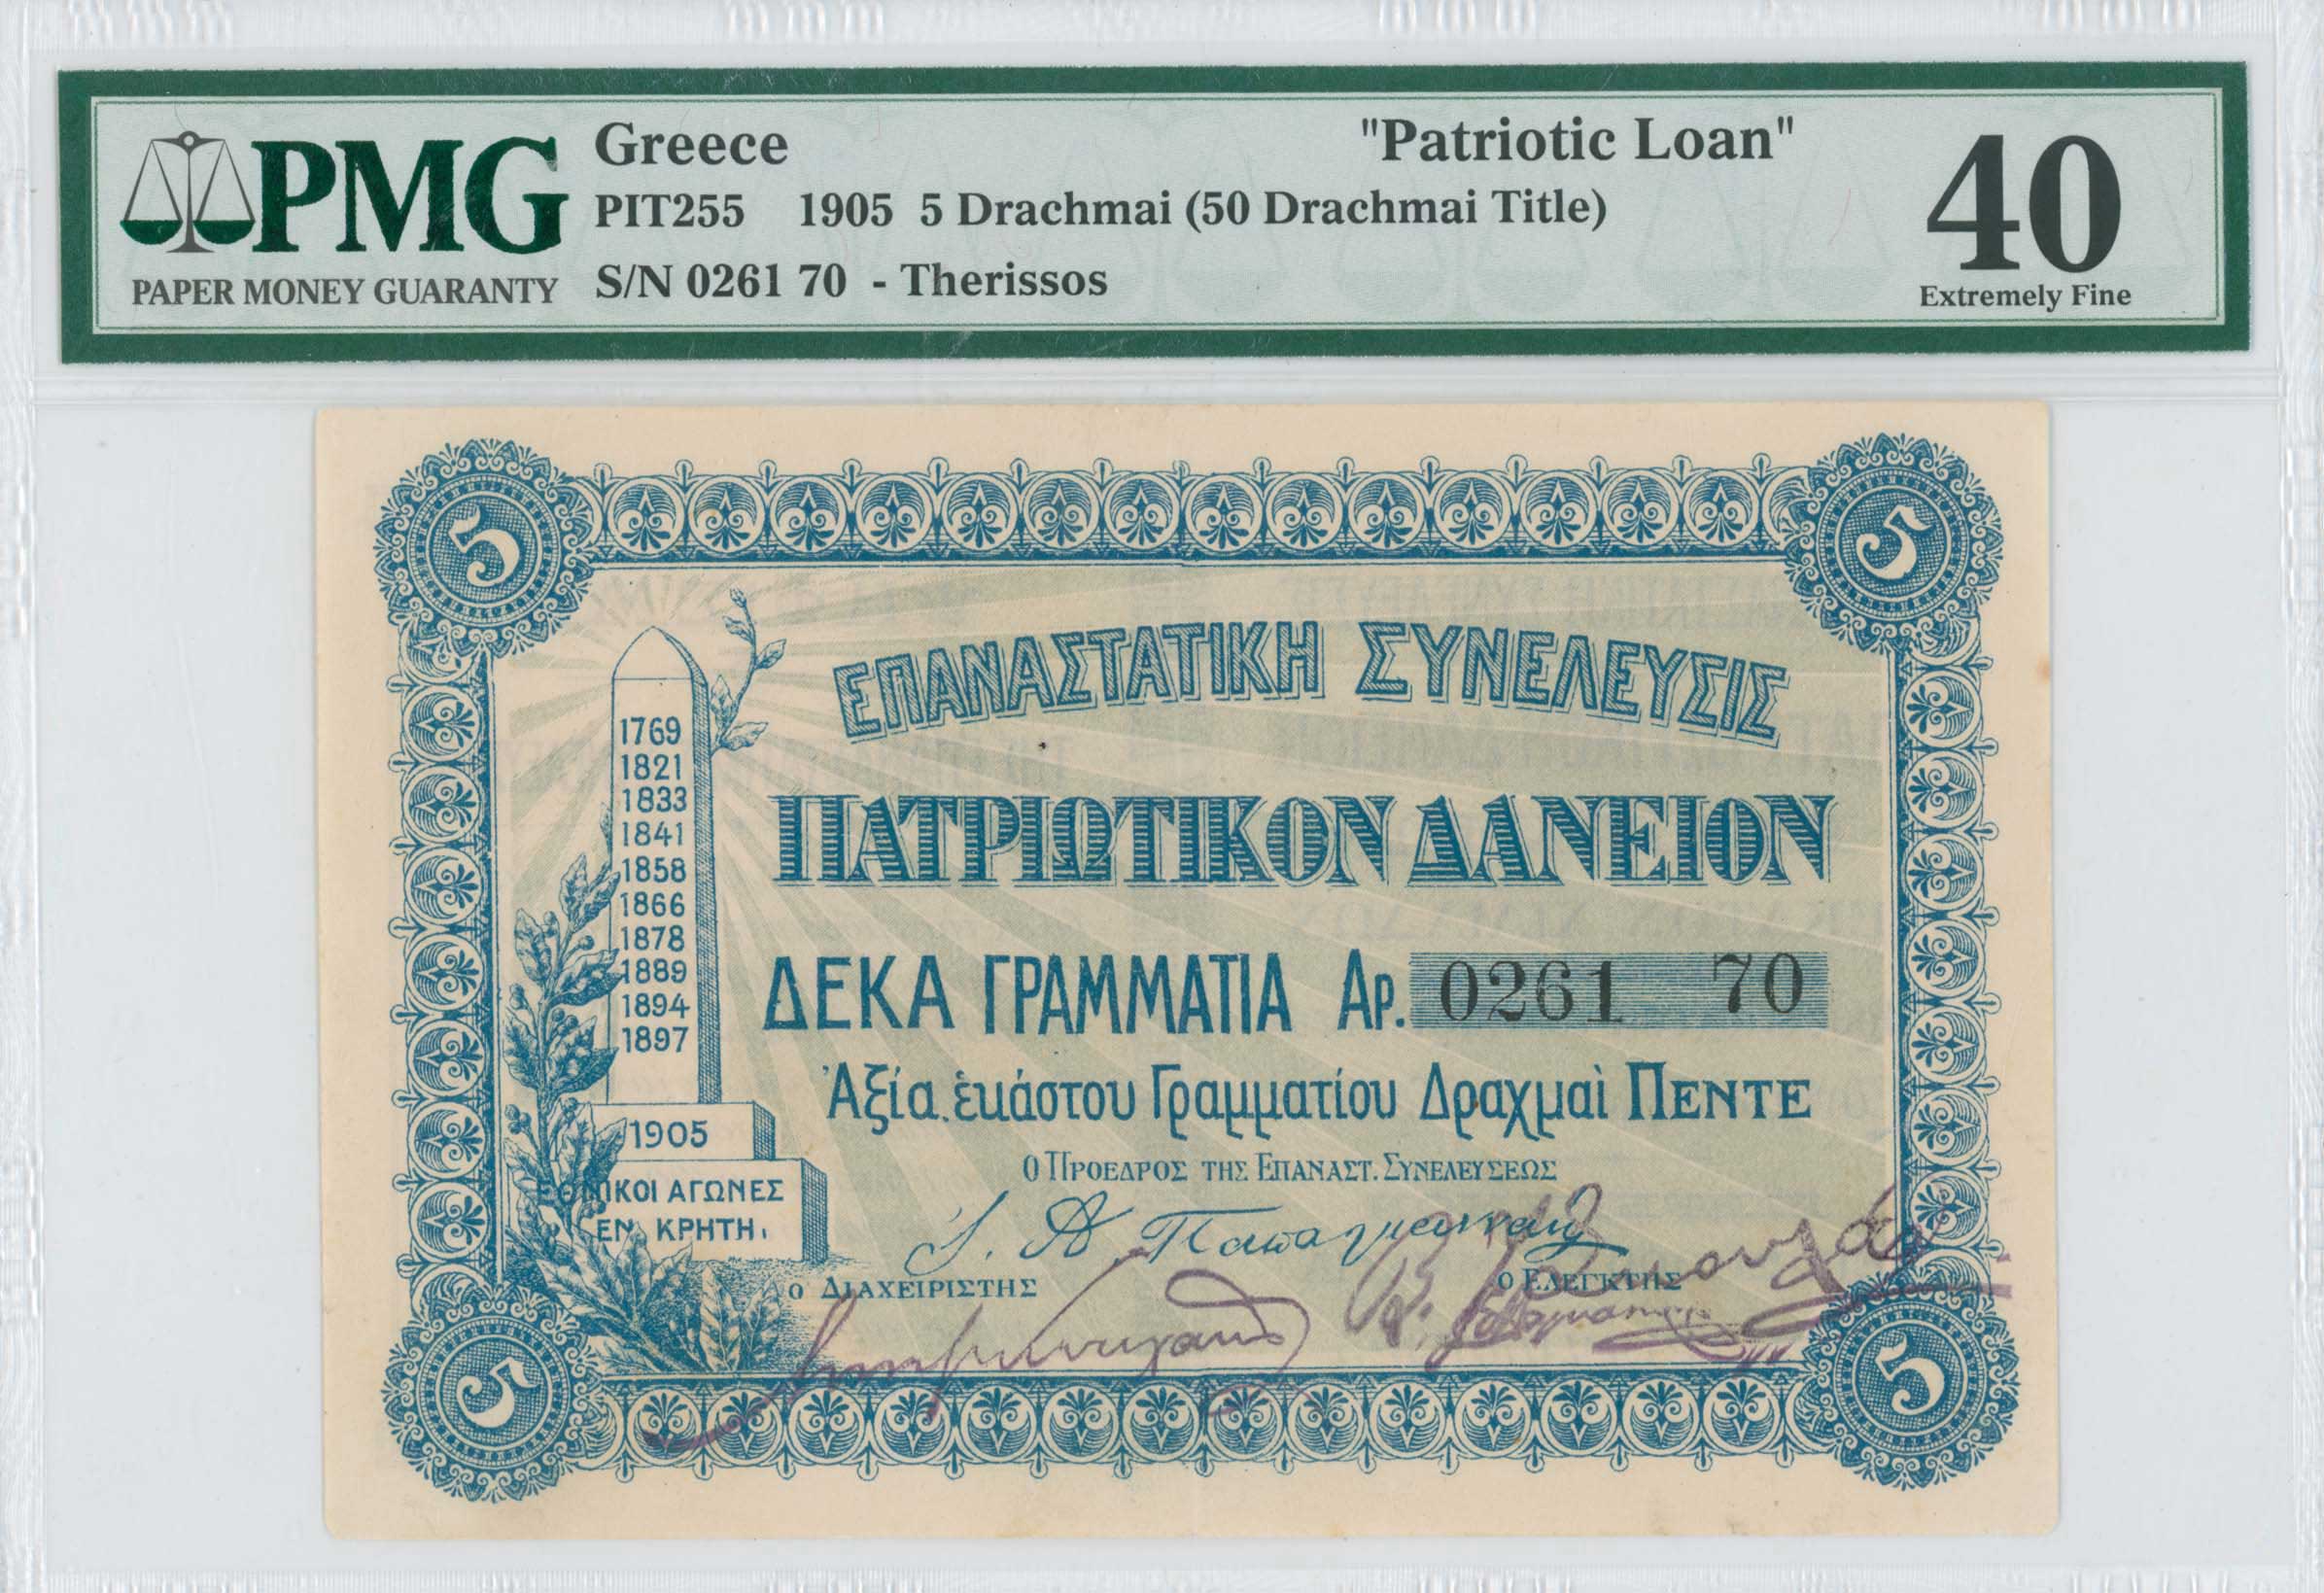 Greece "Patriotic Loan"
PMG PIT255 1905 5 Drachmai (50 Drachmai Title) 40
PAPER MONEY GUARANTY S/N 0261 70 - Therissos Extremely Fine
5 5
ΕΠΑΝΑΣΤΑΤΙΚΗ ΣΥΝΕΛΕΥΣΙΣ
1769
1821
1833
1841
1858
1866
1878
1889
1894
1897
1905
ΕΘΝΙΚΟΙ ΑΓΩΝΕΣ
ΕΝ ΚΡΗΤΗ.
ΠΑΤΡΙΩΤΙΚΟΝ ΔΑΝΕΙΟΝ
ΔΕΚΑ ΓΡΑΜΜΑΤΙΑ ΑΡ. 0261 70
Ἀξία ἑκάστου Γραμματίου Δραχμαὶ ΠΕΝΤΕ
Ο ΠΡΟΕΔΡΟΣ ΤΗΣ ΕΠΑΝΑΣΤ. ΣΥΝΕΛΕΥΣΕΩΣ
Ο ΔΙΑΧΕΙΡΙΣΤΗΣ Ο ΕΛΕΓΚΤΗΣ
5 5